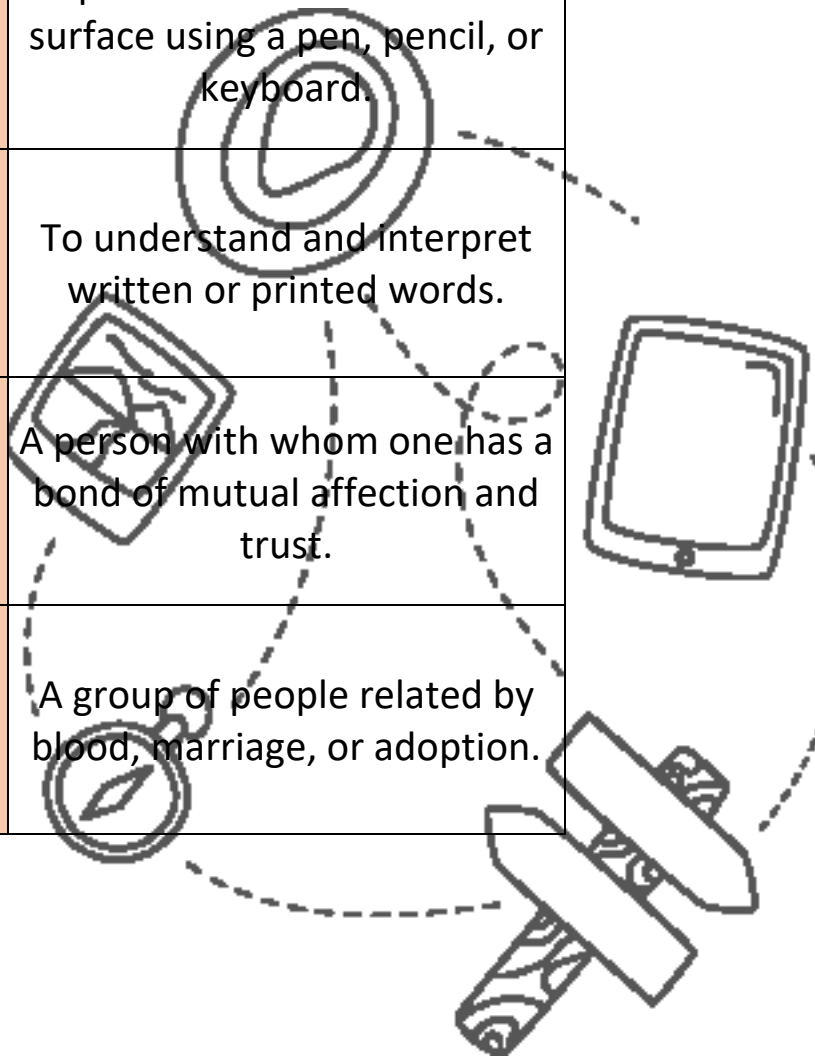 surface using a pen, pencil, or
keyboard.
To understand and interpret
written or printed words.
A person with whom one has a
bond of mutual affection and
trust.
A group of people related by
blood, marriage, or adoption.